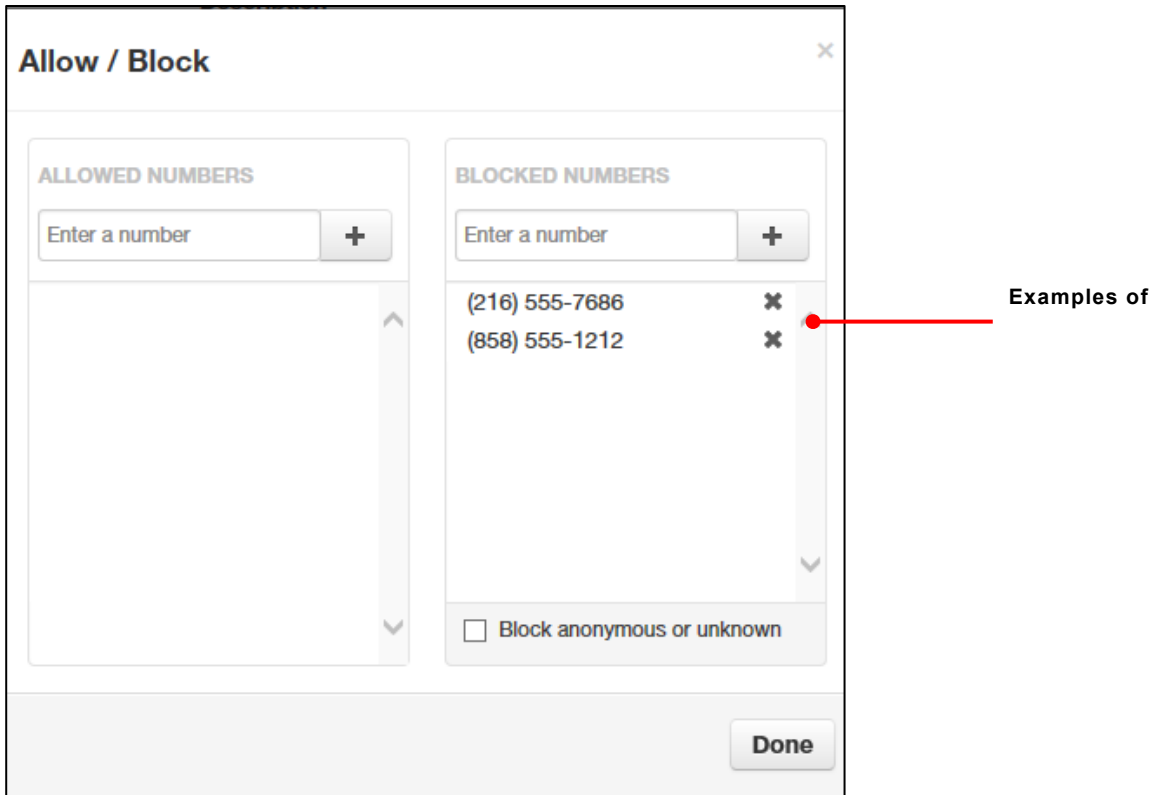 Allow / Block
×
ALLOWED NUMBERS
Enter a number
+
BLOCKED NUMBERS
Enter a number
+
(216) 555-7686
(858) 555-1212
Block anonymous or unknown
Done
Examples of